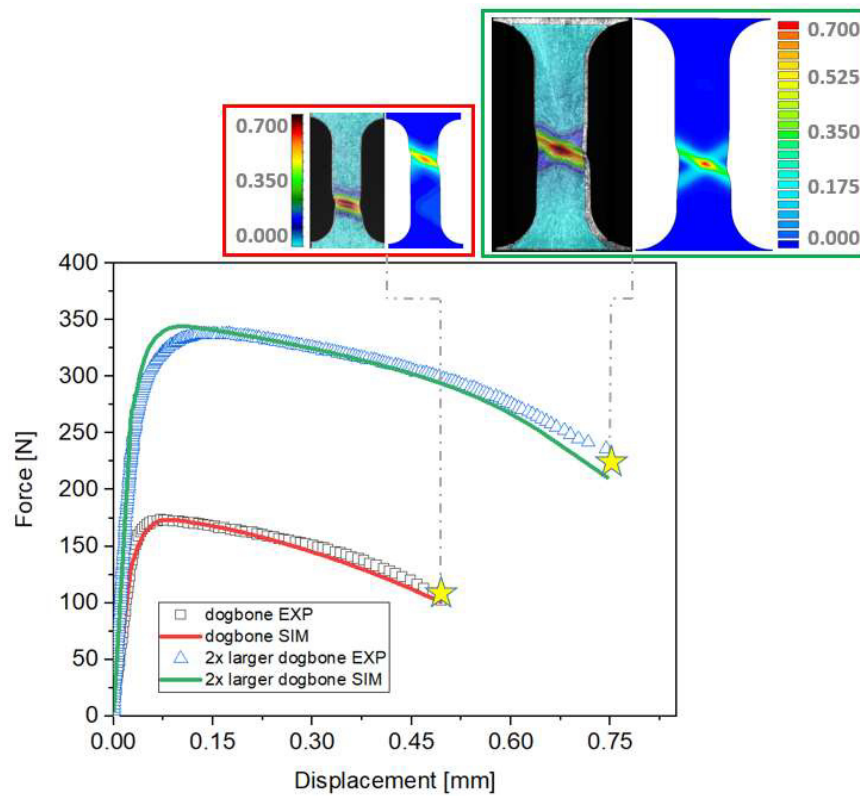 0.700
0.525
0.350
0.175
0.000
0.700
0.350
0.000
400
350
300
250
200
150
100
50
0
Force [N]
dogbone EXP
dogbone SIM
2x larger dogbone EXP
2x larger dogbone SIM
0.00 0.15 0.30 0.45 0.60 0.75
Displacement [mm]